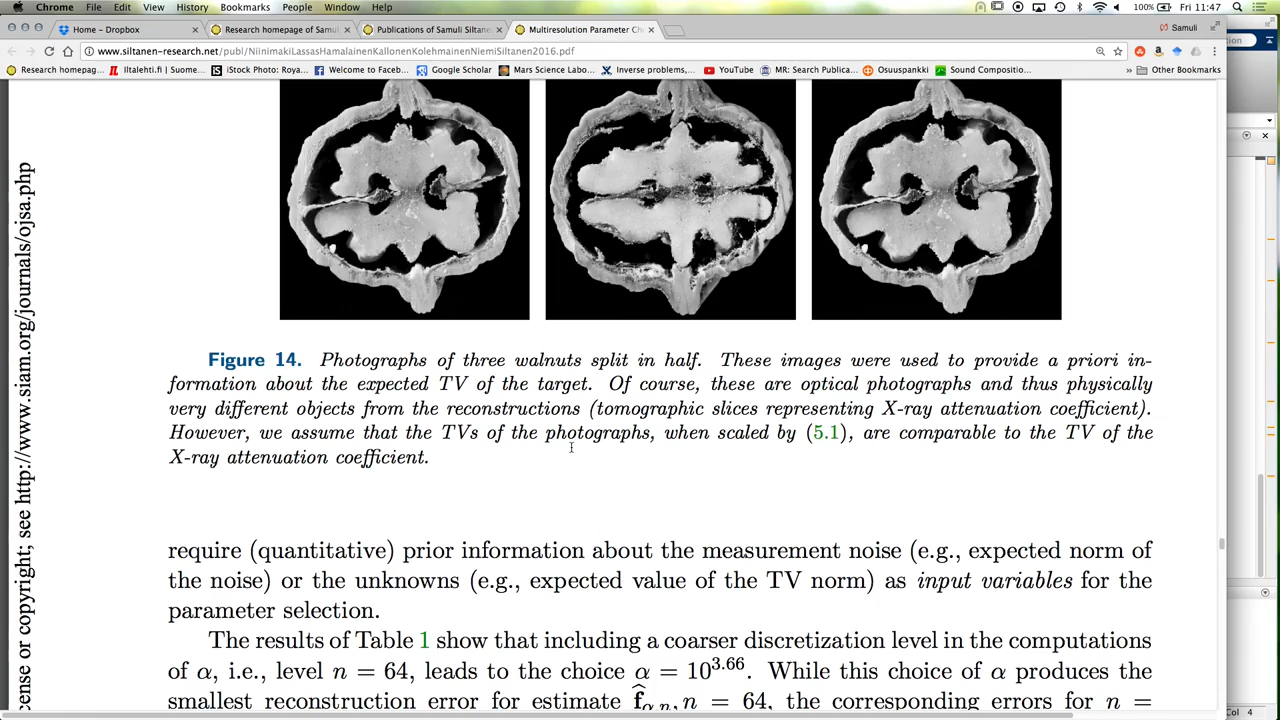 Chrome File Edit View History Bookmarks People Window Help 100% Fri 11:47
Home – Dropbox Research homepage of Samuli Publications of Samuli Siltane Multiresolution Parameter Ch Samuli
www.siltanen-research.net/publ/NiinimakiLassasHamalainenKallonenKolehmainenNiemiSiltanen2016.pdf
Research homepag... Iltalehti.fi | Suome... iStock Photo: Roya... Welcome to Faceb... Google Scholar Mars Science Labo... Inverse problems,... YouTube MR: Search Publica... Osuuspankki Sound Compositio... » Other Bookmarks
cense or copyright; see http://www.siam.org/journals/ojsa.php
Figure 14. Photographs of three walnuts split in half. These images were used to provide a priori in-
formation about the expected TV of the target. Of course, these are optical photographs and thus physically
very different objects from the reconstructions (tomographic slices representing X-ray attenuation coefficient).
However, we assume that the TVs of the photographs, when scaled by (5.1), are comparable to the TV of the
X-ray attenuation coefficient.
require (quantitative) prior information about the measurement noise (e.g., expected norm of
the noise) or the unknowns (e.g., expected value of the TV norm) as input variables for the
parameter selection.
The results of Table 1 show that including a coarser discretization level in the computations
of α, i.e., level n = 64, leads to the choice α = 10^3.66. While this choice of α produces the
smallest reconstruction error for estimate f̂α,n, n = 64, the corresponding errors for n =
Col 4